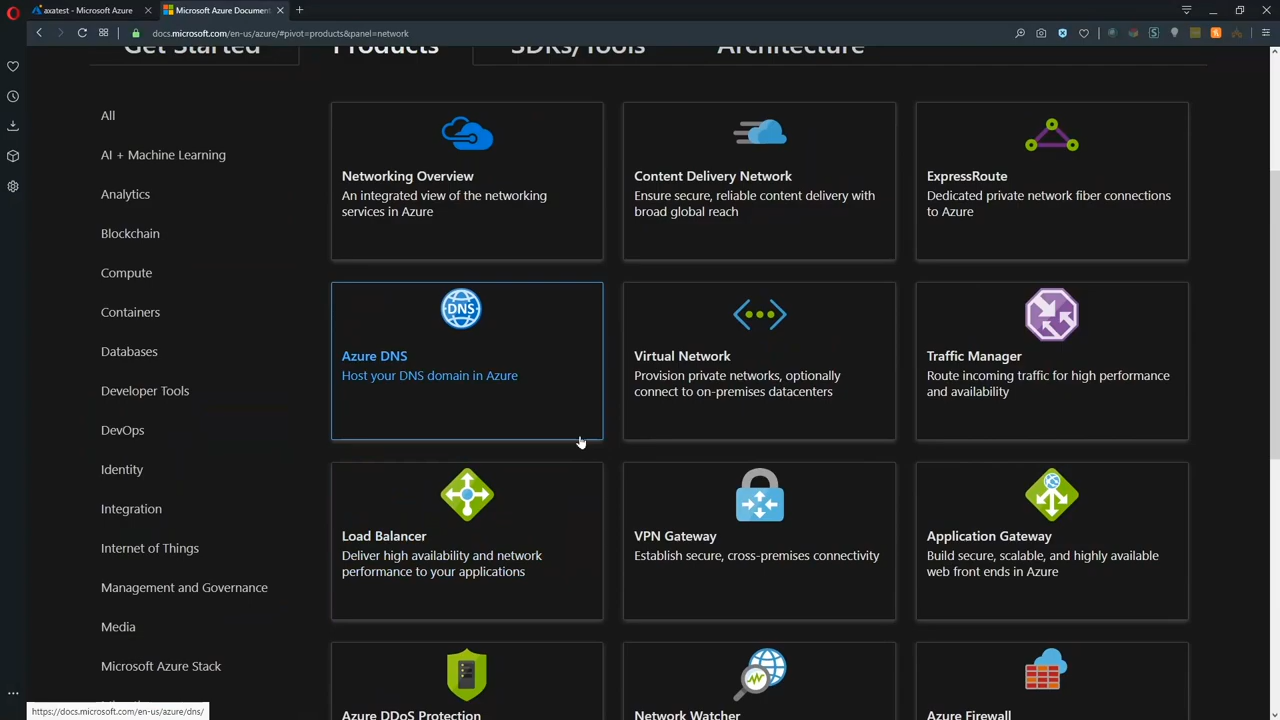 axatest - Microsoft Azure
Microsoft Azure Document
docs.microsoft.com/en-us/azure/#pivot=products&panel=network
Get Started
Products
SDKs/Tools
Architecture
All
AI + Machine Learning
Analytics
Blockchain
Compute
Containers
Databases
Developer Tools
DevOps
Identity
Integration
Internet of Things
Management and Governance
Media
Microsoft Azure Stack
Networking Overview
An integrated view of the networking
services in Azure
Content Delivery Network
Ensure secure, reliable content delivery with
broad global reach
ExpressRoute
Dedicated private network fiber connections
to Azure
DNS
Azure DNS
Host your DNS domain in Azure
Virtual Network
Provision private networks, optionally
connect to on-premises datacenters
Traffic Manager
Route incoming traffic for high performance
and availability
Load Balancer
Deliver high availability and network
performance to your applications
VPN Gateway
Establish secure, cross-premises connectivity
Application Gateway
Build secure, scalable, and highly available
web front ends in Azure
Azure DDoS Protection
Network Watcher
Azure Firewall
https://docs.microsoft.com/en-us/azure/dns/